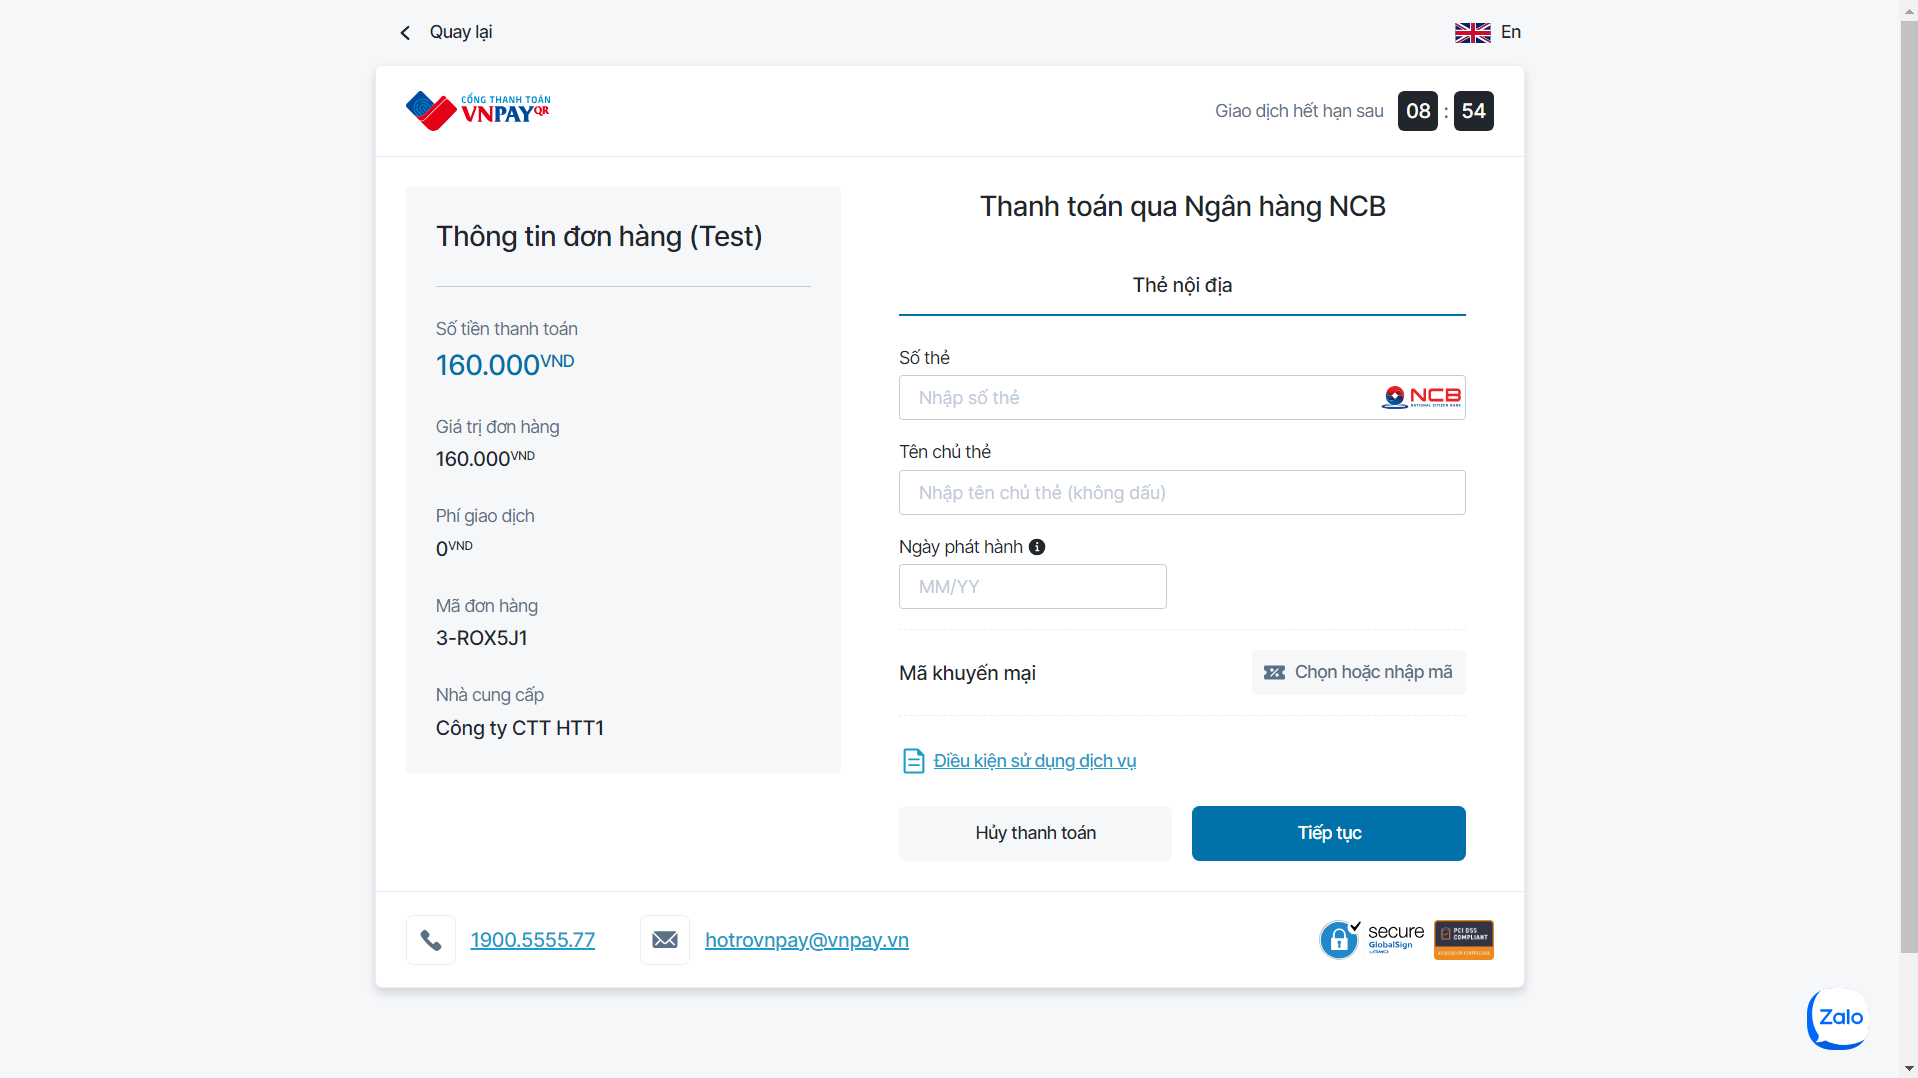 Quay lại
En
CỔNG THANH TOÁN
VNPAYQR
Giao dịch hết hạn sau 08 : 54
Thông tin đơn hàng (Test)
Số tiền thanh toán
160.000VND
Giá trị đơn hàng
160.000VND
Phí giao dịch
0VND
Mã đơn hàng
3-ROX5J1
Nhà cung cấp
Công ty CTT HTT1
Thanh toán qua Ngân hàng NCB
Thẻ nội địa
Số thẻ
Nhập số thẻ
NCB
NATIONAL CITIZEN BANK
Tên chủ thẻ
Nhập tên chủ thẻ (không dấu)
Ngày phát hành
MM/YY
Mã khuyến mại
Chọn hoặc nhập mã
Điều kiện sử dụng dịch vụ
Hủy thanh toán
Tiếp tục
1900.5555.77
hotrovnpay@vnpay.vn
secure
GlobalSign
PCI DSS
COMPLIANT
Zalo